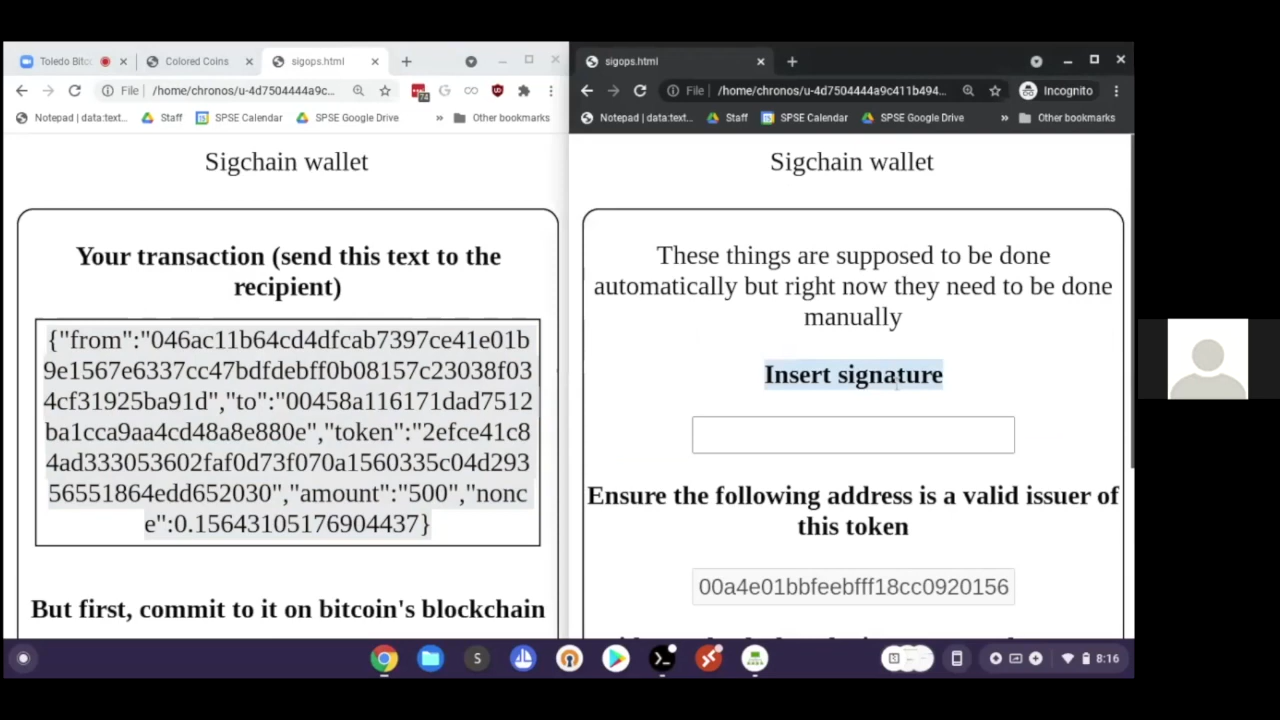 Toledo Bitc
Colored Coins
sigops.html
File
/home/chronos/u-4d7504444a9c...
74
Notepad | data:text...
Staff
SPSE Calendar
SPSE Google Drive
»
Other bookmarks
Sigchain wallet
Your transaction (send this text to the
recipient)
{"from":"046ac11b64cd4dfcab7397ce41e01b
9e1567e6337cc47bdfdebff0b08157c23038f03
4cf31925ba91d","to":"00458a116171dad7512
ba1cca9aa4cd48a8e880e","token":"2efce41c8
4ad333053602faf0d73f070a1560335c04d293
56551864edd652030","amount":"500","nonc
e":0.15643105176904437}
But first, commit to it on bitcoin's blockchain
sigops.html
File
/home/chronos/u-4d7504444a9c411b494...
Incognito
Notepad | data:text...
Staff
SPSE Calendar
SPSE Google Drive
»
Other bookmarks
Sigchain wallet
These things are supposed to be done
automatically but right now they need to be done
manually
Insert signature
Ensure the following address is a valid issuer of
this token
00a4e01bbfeebfff18cc0920156
S
8:16